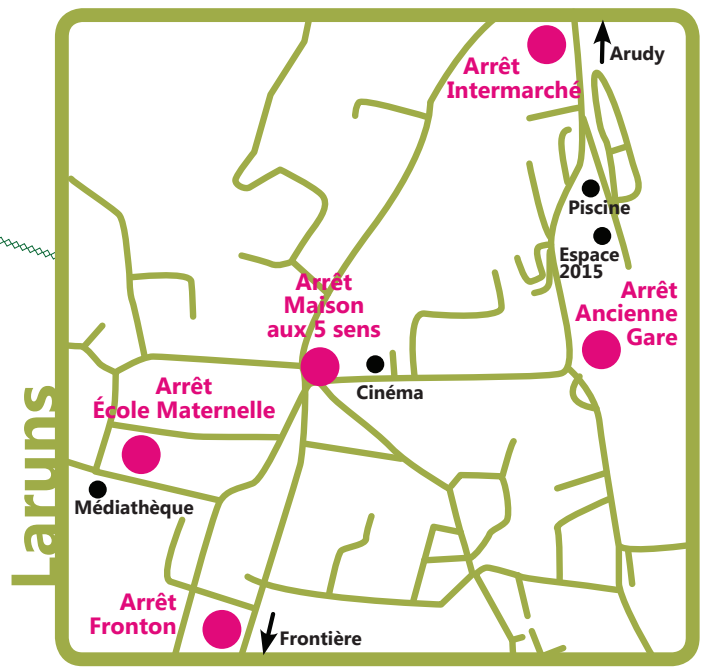 Arudy
Arrêt
Intermarché
Piscine
Espace
2015
Arrêt
Maison
aux 5 sens
Arrêt
Ancienne
Gare
Cinéma
Arrêt
École Maternelle
Médiathèque
Laruns
Arrêt
Fronton
Frontière